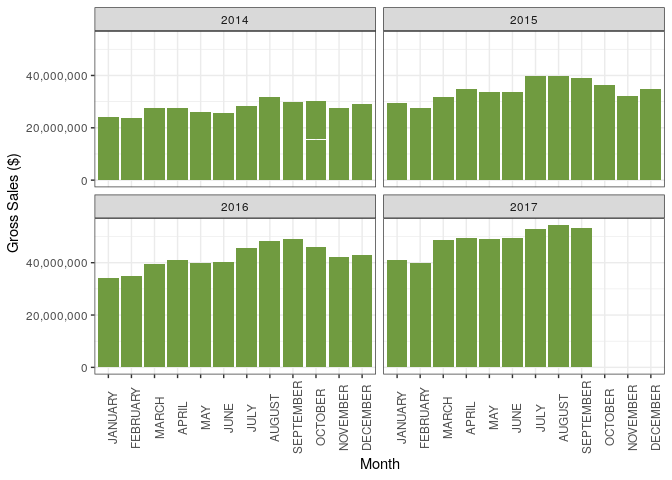 2014
2015
40,000,000
20,000,000
0
2016
2017
40,000,000
20,000,000
0
Gross Sales ($)
JANUARY
FEBRUARY
MARCH
APRIL
MAY
JUNE
JULY
AUGUST
SEPTEMBER
OCTOBER
NOVEMBER
DECEMBER
JANUARY
FEBRUARY
MARCH
APRIL
MAY
JUNE
JULY
AUGUST
SEPTEMBER
OCTOBER
NOVEMBER
DECEMBER
Month